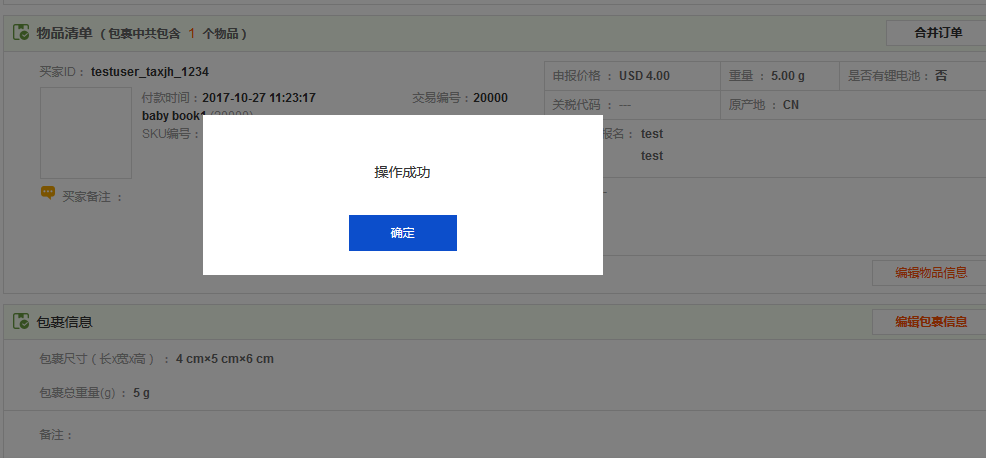 物品清单 ( 包裹中共包含 1 个物品 )
合并订单
买家ID： testuser_taxjh_1234
申报价格 ： USD 4.00
重量 ： 5.00 g
是否有锂电池： 否
付款时间：2017-10-27 11:23:17
交易编号：20000
关税代码 ： ---
原产地 ： CN
baby book1
SKU编号：
报名： test
test
操作成功
买家备注 ：
确定
编辑物品信息
包裹信息
编辑包裹信息
包裹尺寸 ( 长x宽x高 ) ： 4 cm×5 cm×6 cm
包裹总重量(g) ： 5 g
备注：